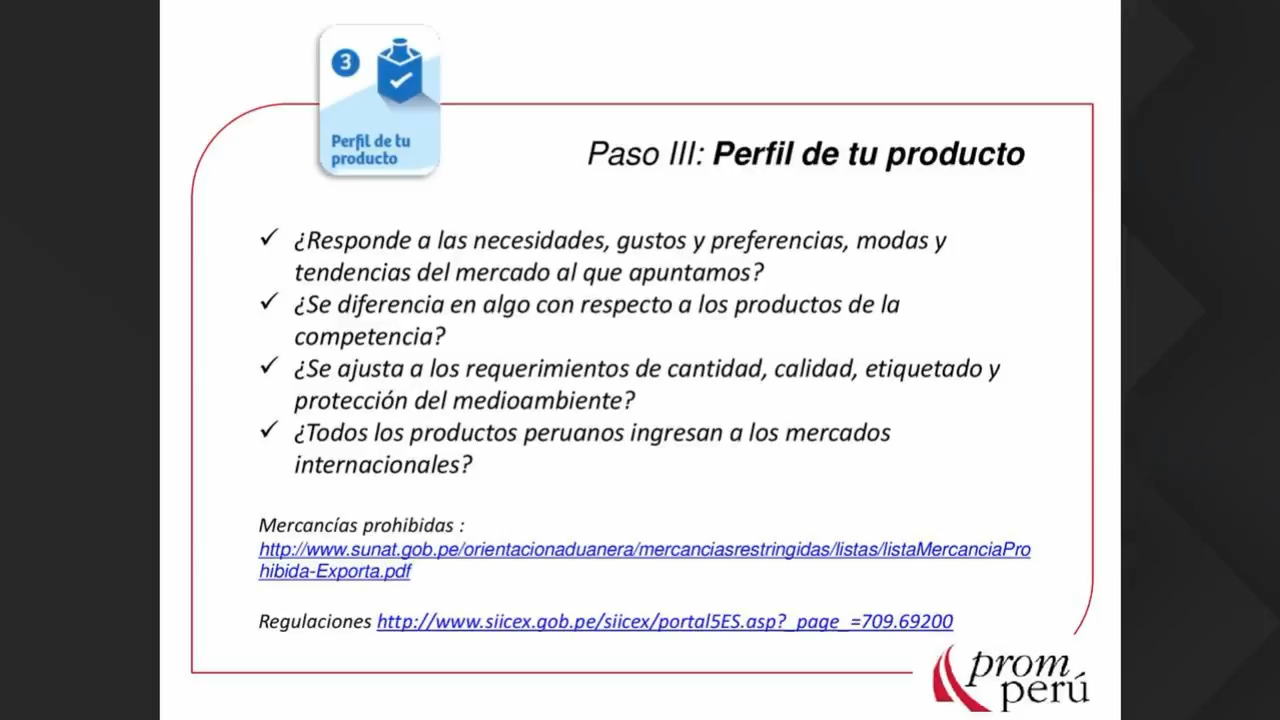 3
Perfil de tu
producto
Paso III: Perfil de tu producto
✓ ¿Responde a las necesidades, gustos y preferencias, modas y
tendencias del mercado al que apuntamos?
✓ ¿Se diferencia en algo con respecto a los productos de la
competencia?
✓ ¿Se ajusta a los requerimientos de cantidad, calidad, etiquetado y
protección del medioambiente?
✓ ¿Todos los productos peruanos ingresan a los mercados
internacionales?
Mercancías prohibidas :
http://www.sunat.gob.pe/orientacionaduanera/mercanciasrestringidas/listas/listaMercanciaPro
hibida-Exporta.pdf
Regulaciones http://www.siicex.gob.pe/siicex/portal5ES.asp?_page_=709.69200
prom
perú